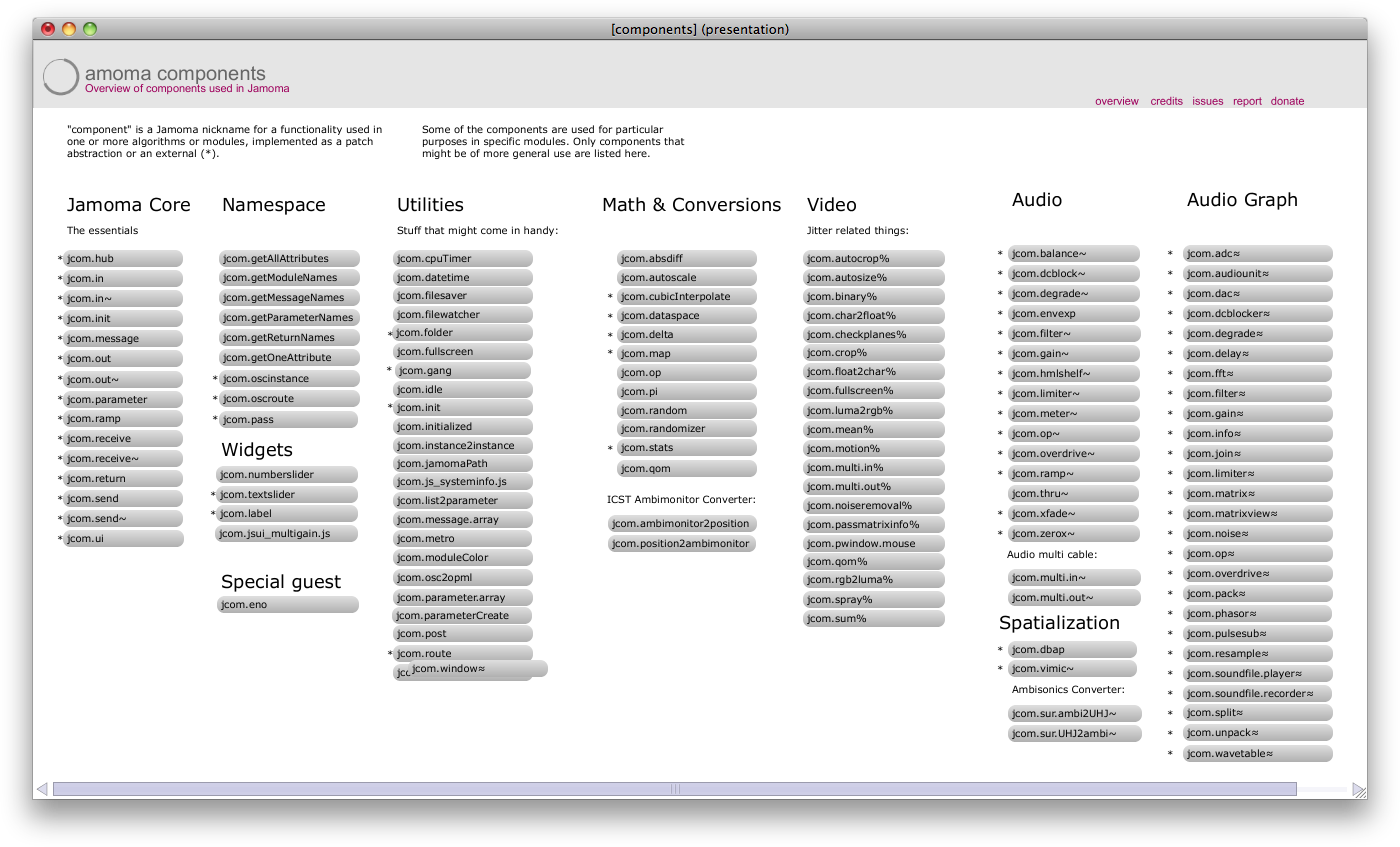 [components] (presentation)
amoma components
Overview of components used in Jamoma
overview credits issues report donate
"component" is a Jamoma nickname for a functionality used in
one or more algorithms or modules, implemented as a patch
abstraction or an external (*).
Some of the components are used for particular
purposes in specific modules. Only components that
might be of more general use are listed here.
Jamoma Core
The essentials
* jcom.hub
* jcom.in
* jcom.in~
* jcom.init
* jcom.message
* jcom.out
* jcom.out~
* jcom.parameter
* jcom.ramp
* jcom.receive
* jcom.receive~
* jcom.return
* jcom.send
* jcom.send~
* jcom.ui
Namespace
jcom.getAllAttributes
jcom.getModuleNames
jcom.getMessageNames
jcom.getParameterNames
jcom.getReturnNames
jcom.getOneAttribute
* jcom.oscinstance
* jcom.oscroute
* jcom.pass
Widgets
jcom.numberslider
* jcom.textslider
* jcom.label
jcom.jsui_multigain.js
Special guest
jcom.eno
Utilities
Stuff that might come in handy:
jcom.cpuTimer
jcom.datetime
jcom.filesaver
jcom.filewatcher
* jcom.folder
jcom.fullscreen
* jcom.gang
jcom.idle
* jcom.init
jcom.initialized
jcom.instance2instance
jcom.jamomaPath
jcom.js_systeminfo.js
jcom.list2parameter
jcom.message.array
jcom.metro
jcom.moduleColor
jcom.osc2opml
jcom.parameter.array
jcom.parameterCreate
jcom.post
* jcom.route
jcom.window≈
Math & Conversions
jcom.absdiff
jcom.autoscale
* jcom.cubicInterpolate
* jcom.dataspace
* jcom.delta
* jcom.map
jcom.op
jcom.pi
jcom.random
jcom.randomizer
* jcom.stats
jcom.qom
ICST Ambimonitor Converter:
jcom.ambimonitor2position
jcom.position2ambimonitor
Video
Jitter related things:
jcom.autocrop%
jcom.autosize%
jcom.binary%
jcom.char2float%
jcom.checkplanes%
jcom.crop%
jcom.float2char%
jcom.fullscreen%
jcom.luma2rgb%
jcom.mean%
jcom.motion%
jcom.multi.in%
jcom.multi.out%
jcom.noiseremoval%
jcom.passmatrixinfo%
jcom.pwindow.mouse
jcom.qom%
jcom.rgb2luma%
jcom.spray%
jcom.sum%
Audio
* jcom.balance~
* jcom.dcblock~
* jcom.degrade~
* jcom.envexp
* jcom.filter~
* jcom.gain~
* jcom.hmlshelf~
* jcom.limiter~
* jcom.meter~
* jcom.op~
* jcom.overdrive~
* jcom.ramp~
jcom.thru~
* jcom.xfade~
* jcom.zerox~
Audio multi cable:
jcom.multi.in~
jcom.multi.out~
Spatialization
* jcom.dbap
* jcom.vimic~
Ambisonics Converter:
jcom.sur.ambi2UHJ~
jcom.sur.UHJ2ambi~
Audio Graph
* jcom.adc≈
* jcom.audiounit≈
* jcom.dac≈
* jcom.dcblocker≈
* jcom.degrade≈
* jcom.delay≈
* jcom.fft≈
* jcom.filter≈
* jcom.gain≈
* jcom.info≈
* jcom.join≈
* jcom.limiter≈
* jcom.matrix≈
* jcom.matrixview≈
* jcom.noise≈
* jcom.op≈
* jcom.overdrive≈
* jcom.pack≈
* jcom.phasor≈
* jcom.pulsesub≈
* jcom.resample≈
* jcom.soundfile.player≈
* jcom.soundfile.recorder≈
* jcom.split≈
* jcom.unpack≈
* jcom.wavetable≈